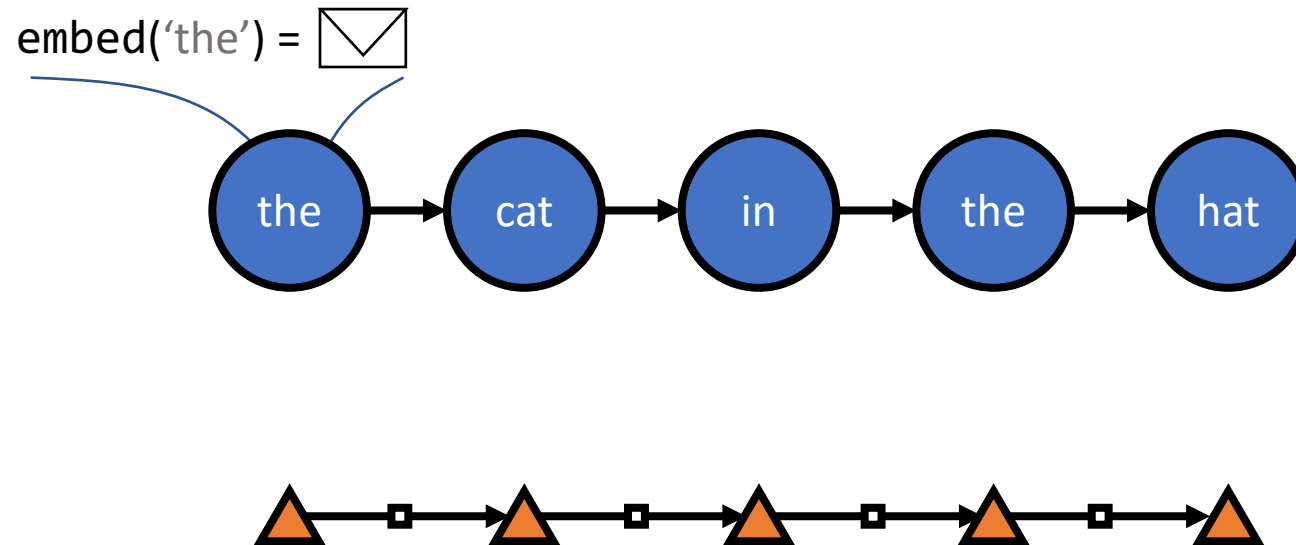 embed(‘the’) =
the cat in the hat